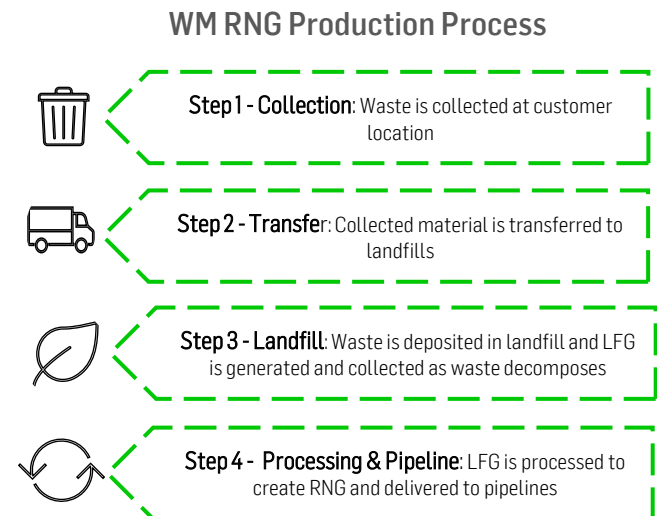 WM RNG Production Process
Step 1 - Collection: Waste is collected at customer
location
Step 2 - Transfer: Collected material is transferred to
landfills
Step 3 - Landfill: Waste is deposited in landfill and LFG
is generated and collected as waste decomposes
Step 4 -  Processing & Pipeline: LFG is processed to
create RNG and delivered to pipelines